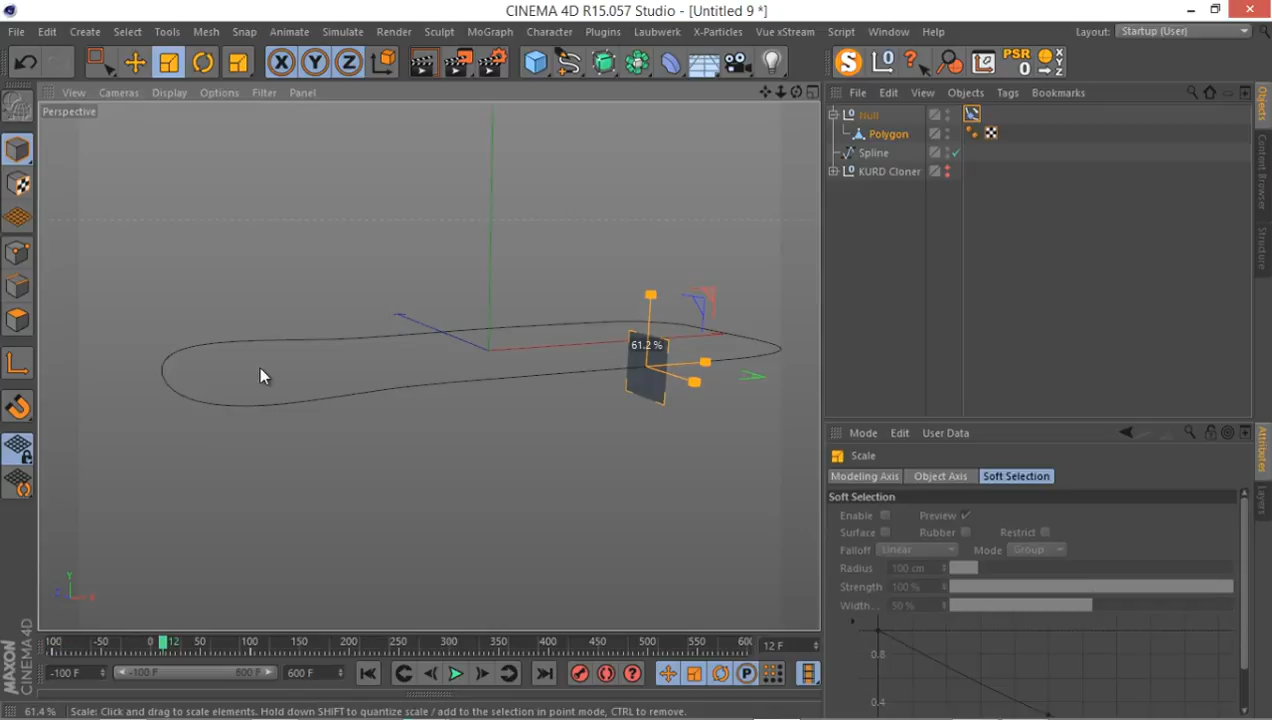 CINEMA 4D R15.057 Studio - [Untitled 9 *]
File Edit Create Select Tools Mesh Snap Animate Simulate Render Sculpt MoGraph Character Plugins Laubwerk X-Particles Vue xStream Script Window Help Layout: Startup (User)
X Y Z S 0 ? PSR 0 X Y Z
View Cameras Display Options Filter Panel
File Edit View Objects Tags Bookmarks
Perspective
Null
Polygon
Spline
KURD Cloner
Objects
Content Browser
Structure
61.2 %
Mode Edit User Data
Scale
Modeling Axis Object Axis Soft Selection
Soft Selection
Enable Preview
Surface Rubber Restrict
Falloff Linear Mode Group
Radius 100 cm
Strength 100 %
Width. . 50 %
0.8
0.4
Attributes
Layers
Y
X
100 -50 0 12 50 100 150 200 250 300 350 400 450 500 550 600 12 F
-100 F -100 F 600 F 600 F ? P
MAXON
CINEMA 4D
61.4 % Scale: Click and drag to scale elements. Hold down SHIFT to quantize scale / add to the selection in point mode, CTRL to remove.